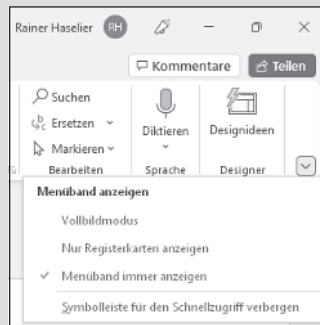 Rainer Haselier RH
Kommentare Teilen
Suchen
Ersetzen
Markieren
Diktieren
Designideen
Bearbeiten Sprache Designer
Menüband anzeigen
Vollbildmodus
Nur Registerkarten anzeigen
Menüband immer anzeigen
Symbolleiste für den Schnellzugriff verbergen